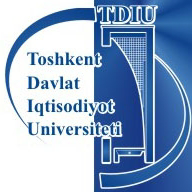 TDIU
Toshkent
Davlat
Iqtisodiyot
Universiteti